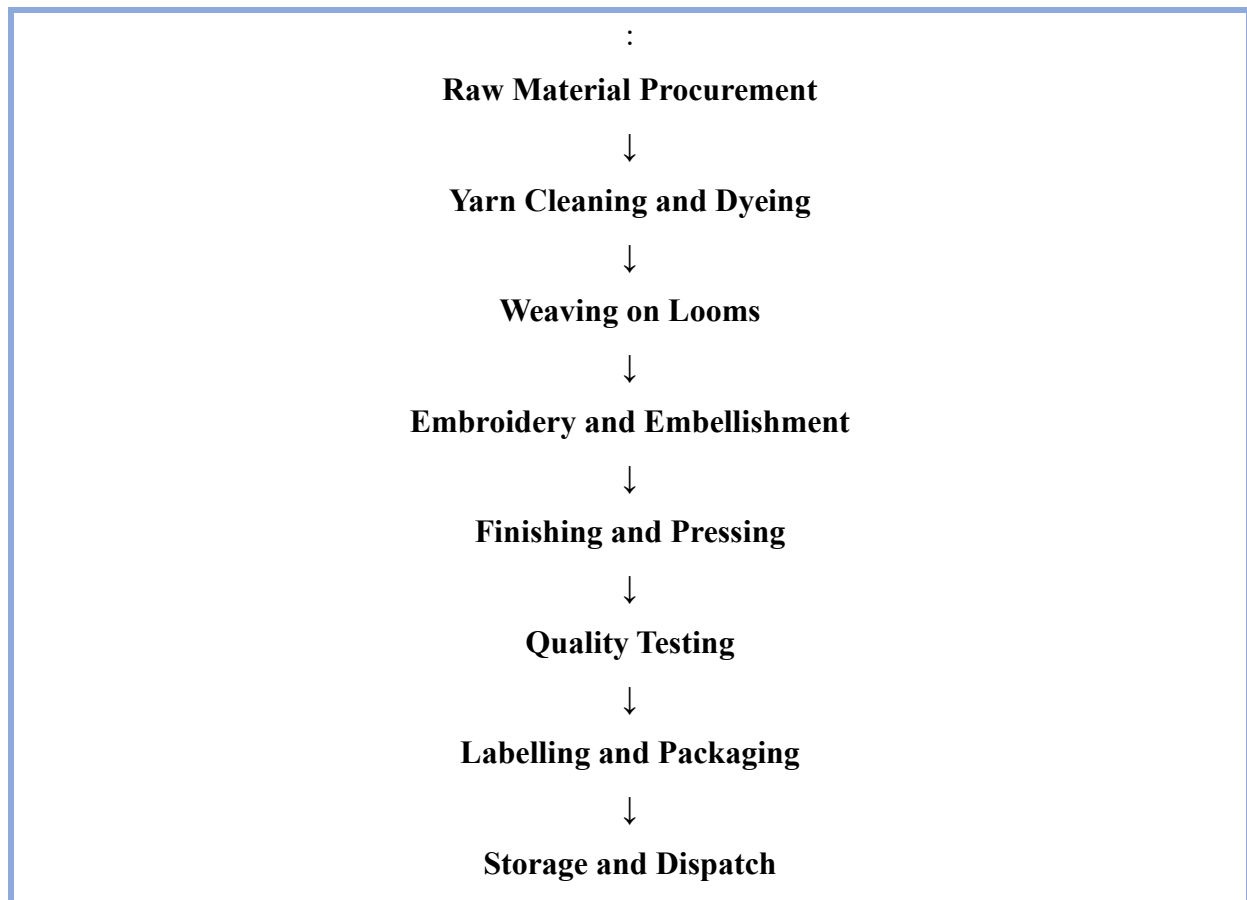 :
Raw Material Procurement
↓
Yarn Cleaning and Dyeing
↓
Weaving on Looms
↓
Embroidery and Embellishment
↓
Finishing and Pressing
↓
Quality Testing
↓
Labelling and Packaging
↓
Storage and Dispatch